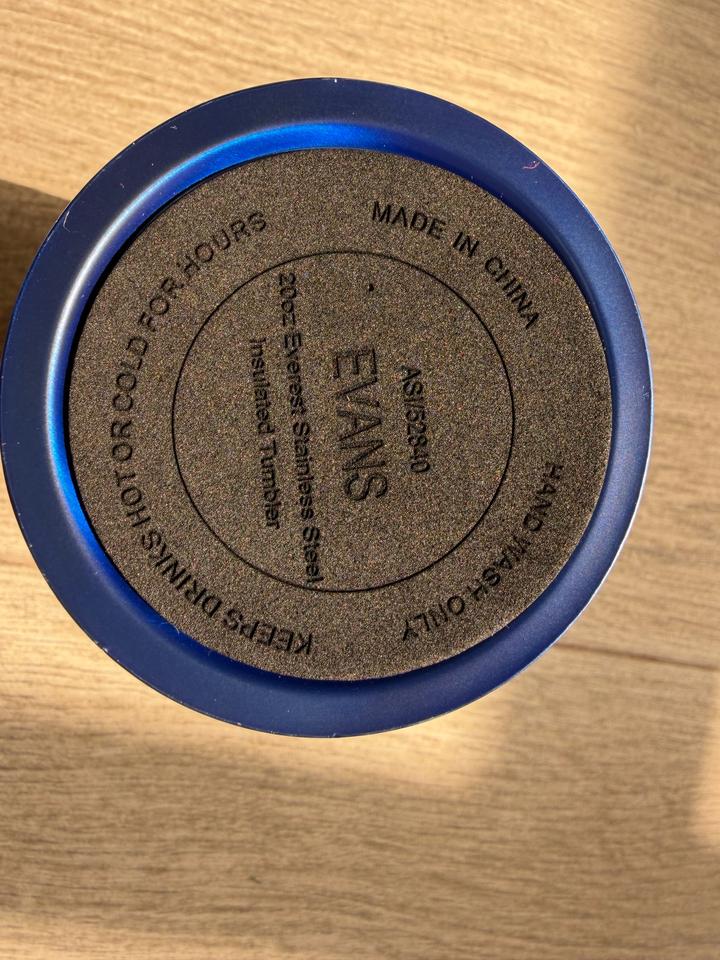 ASI/52840
EVANS
20oz Everest Stainless Steel
Insulated Tumbler
MADE IN CHINA
HAND WASH ONLY
KEEPS DRINKS HOT OR COLD FOR HOURS